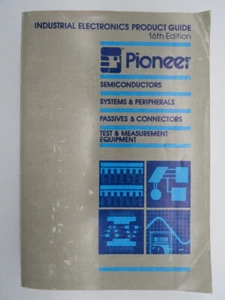 INDUSTRIAL ELECTRONICS PRODUCT GUIDE
16th Edition
Pioneer
SEMICONDUCTORS
SYSTEMS & PERIPHERALS
PASSIVES & CONNECTORS
TEST & MEASUREMENT
EQUIPMENT